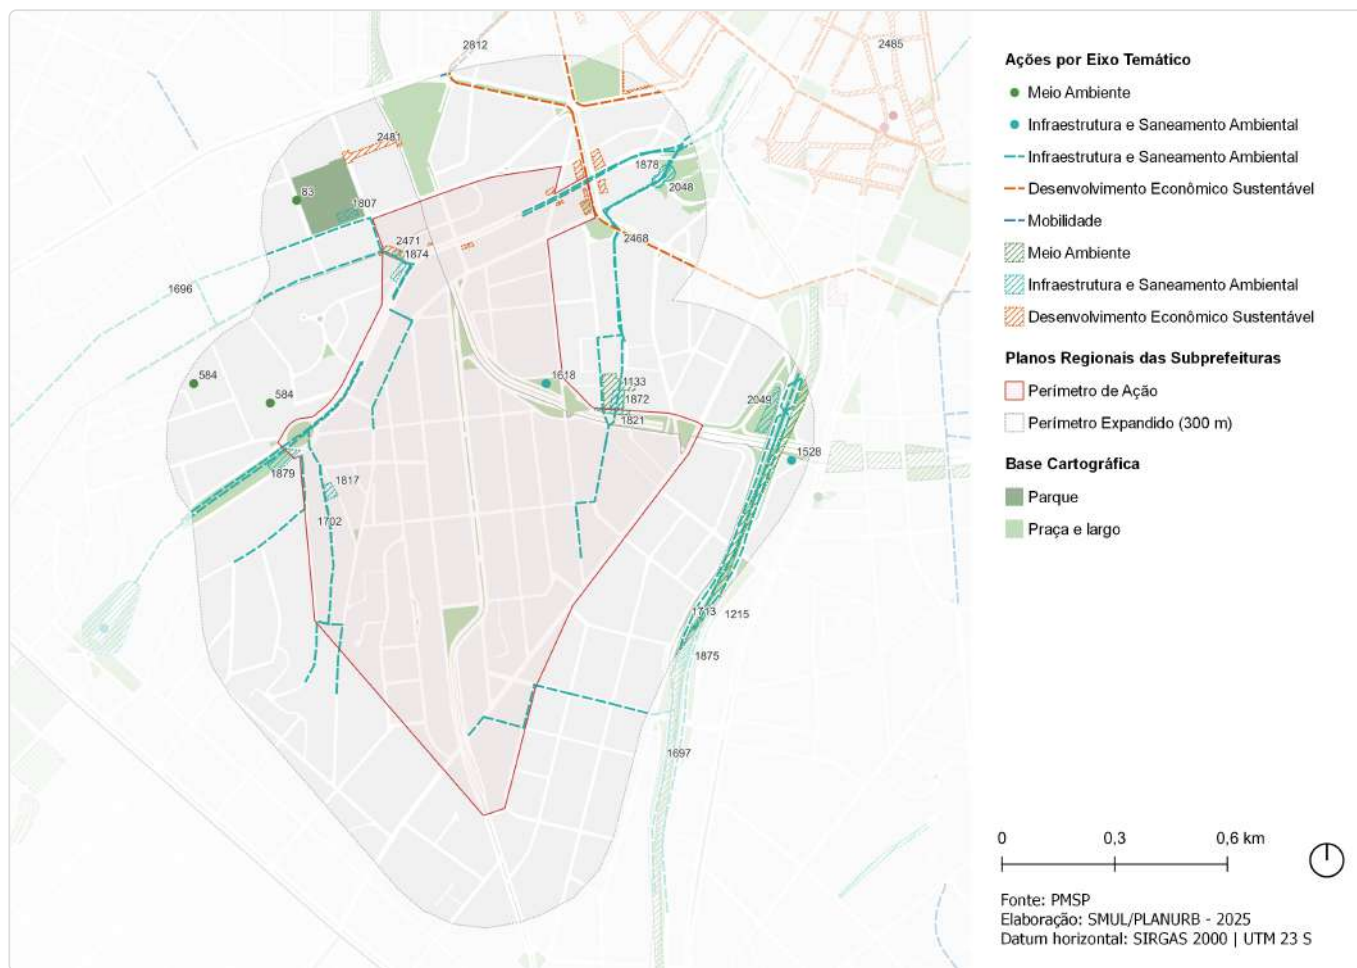 2812
2485
2481
1878
83
2048
1807
2471
1874
2468
1696
584
584
1618
1133
1872
1821
2049
1528
1879
1817
1702
1713
1215
1875
1697
Ações por Eixo Temático
Meio Ambiente
Infraestrutura e Saneamento Ambiental
Infraestrutura e Saneamento Ambiental
Desenvolvimento Econômico Sustentável
Mobilidade
Meio Ambiente
Infraestrutura e Saneamento Ambiental
Desenvolvimento Econômico Sustentável
Planos Regionais das Subprefeituras
Perímetro de Ação
Perímetro Expandido (300 m)
Base Cartográfica
Parque
Praça e largo
0 0,3 0,6 km
Fonte: PMSP
Elaboração: SMUL/PLANURB - 2025
Datum horizontal: SIRGAS 2000 | UTM 23 S